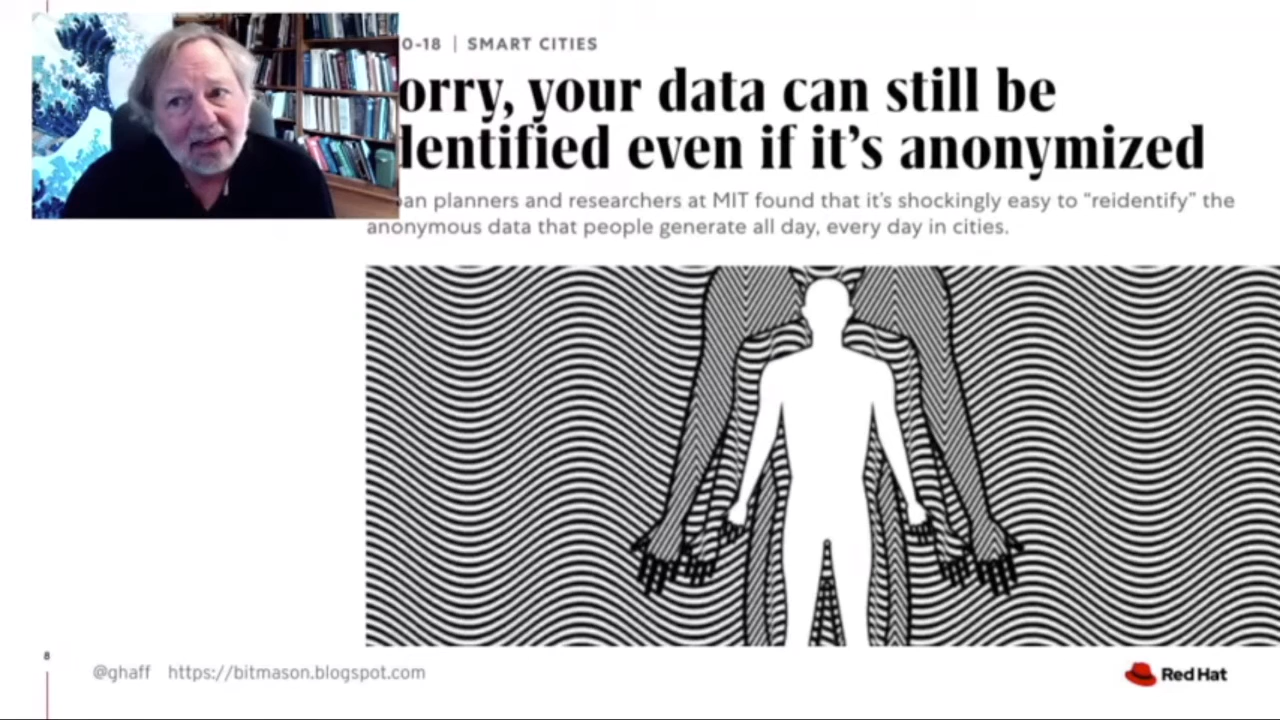 0-18 | SMART CITIES
orry, your data can still be
dentified even if it's anonymized
an planners and researchers at MIT found that it's shockingly easy to “reidentify” the
anonymous data that people generate all day, every day in cities.
8
@ghaff https://bitmason.blogspot.com
Red Hat